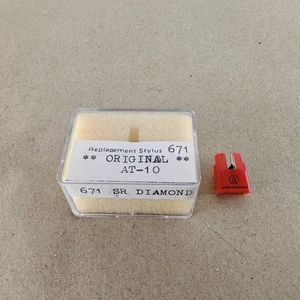 Replacement Stylus 671
** ORIGINAL **
AT-10
671 SR DIAMOND